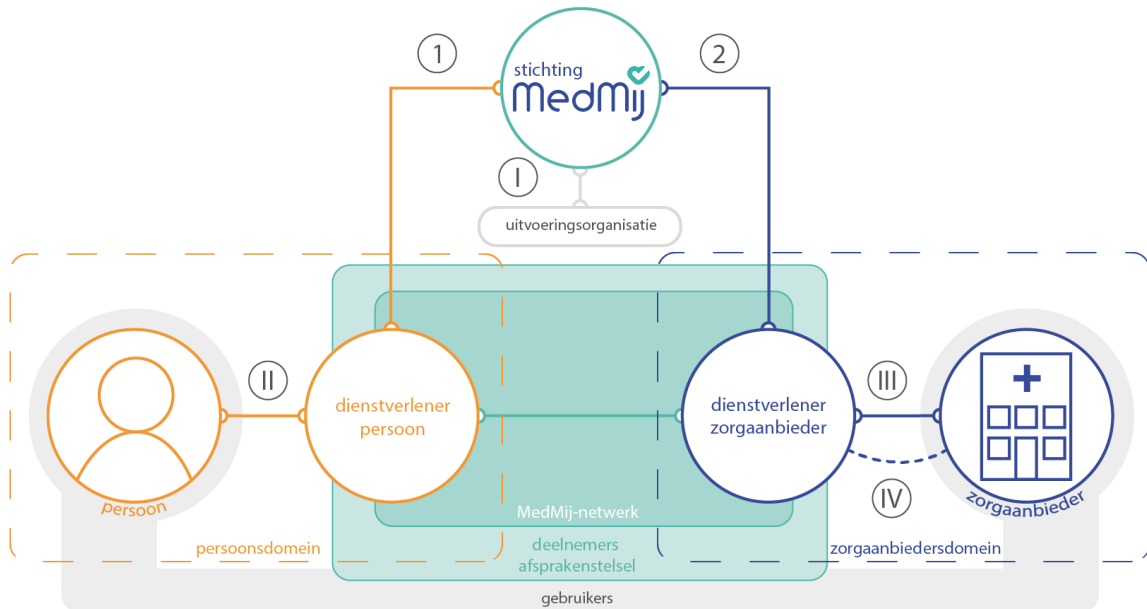 1
2
stichting
MedMij
I
uitvoeringsorganisatie
II
III
dienstverlener
persoon
dienstverlener
zorgaanbieder
IV
persoon
zorgaanbieder
MedMij-netwerk
persoonsdomein
deelnemers
afsprakenstelsel
zorgaanbiedersdomein
gebruikers